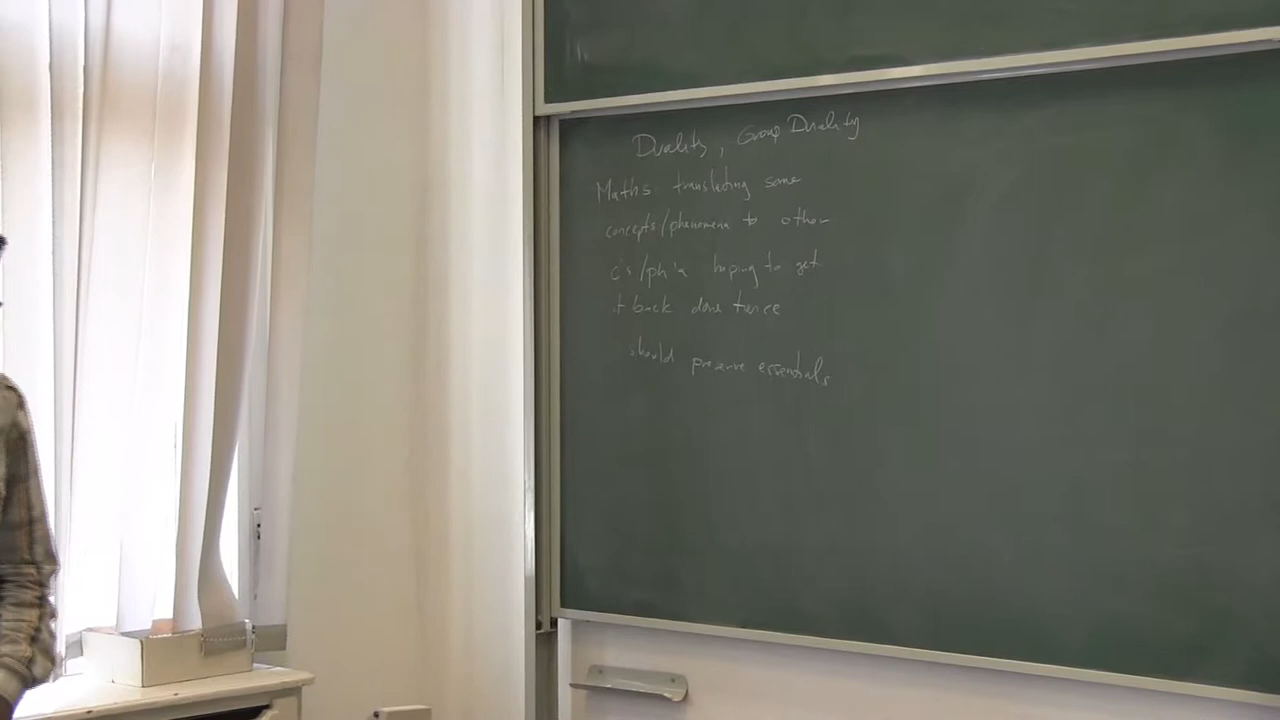 Duality, Group Duality
Maths translating some
concepts/phenomena to other
c's/ph'a hoping to get
it back done twice
should preserve essentials